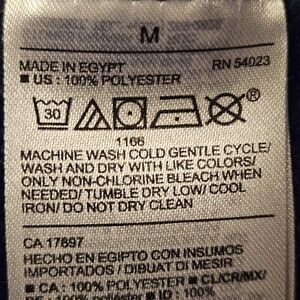 M
MADE IN EGYPT RN 54023
US : 100% POLYESTER
30 ®
1166
MACHINE WASH COLD GENTLE CYCLE/
WASH AND DRY WITH LIKE COLORS/
ONLY NON-CHLORINE BLEACH WHEN
NEEDED/ TUMBLE DRY LOW/ COOL
IRON/ DO NOT DRY CLEAN
CA 17897
HECHO EN EGIPTO CON INSUMOS
IMPORTADOS / DIBUAT DI MESIR
CA : 100% POLYESTER CL/CR/MX/
100% poliéster ID : 100%